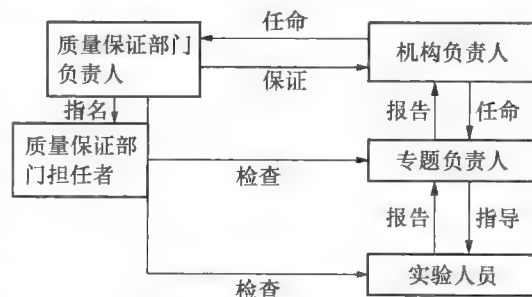 任命
质量保证部门
负责人
机构负责人
保证
指名
报告
任命
质量保证部
门担任者
专题负责人
检查
报告
指导
实验人员
检查